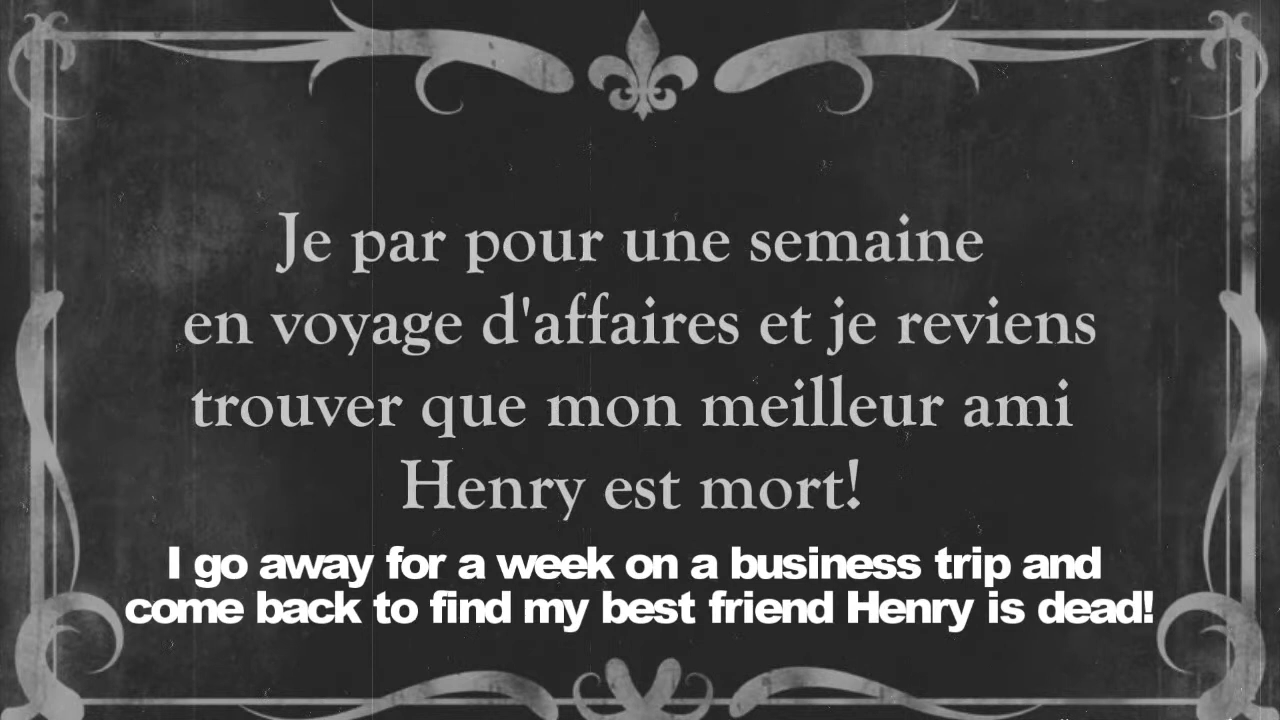 Je par pour une semaine
en voyage d'affaires et je reviens
trouver que mon meilleur ami
Henry est mort!
I go away for a week on a business trip and
come back to find my best friend Henry is dead!